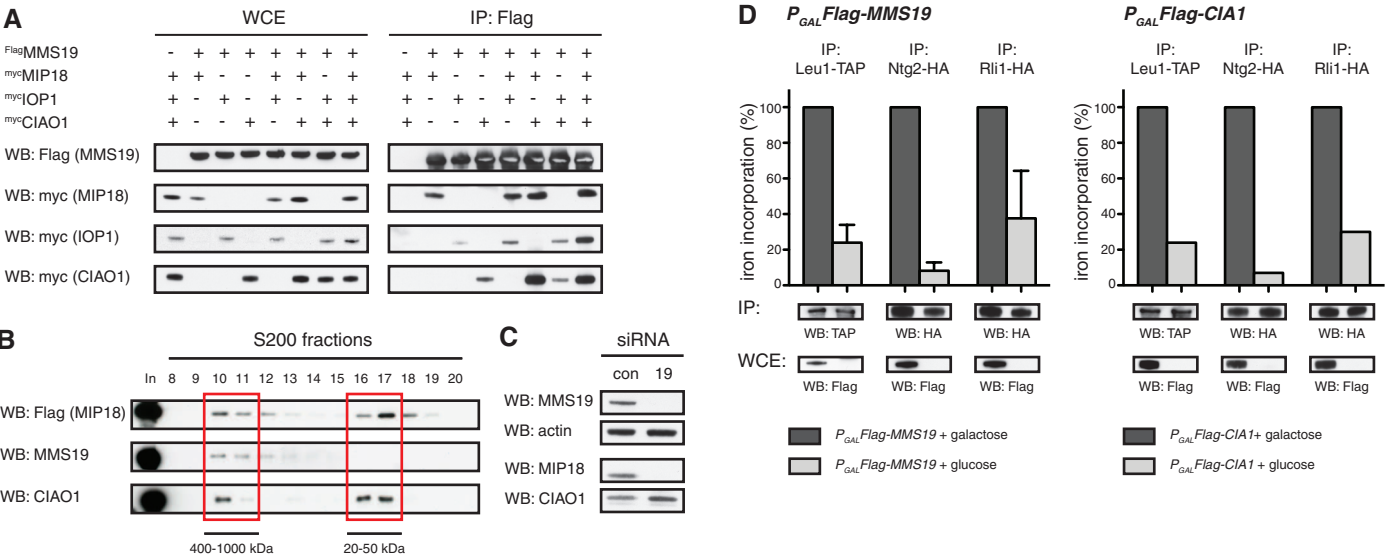 A
WCE
IP: Flag
FlagMMS19 - + + + + + + + - + + + + + + +
mycMIP18 + + - - + + - + + + - - + + - +
mycIOP1 + - + - + - + + + - + - + - + +
mycCIAO1 + - - + - + + + + - - + - + + +
WB: Flag (MMS19)
WB: myc (MIP18)
WB: myc (IOP1)
WB: myc (CIAO1)
B
S200 fractions
In 8 9 10 11 12 13 14 15 16 17 18 19 20
WB: Flag (MIP18)
WB: MMS19
WB: CIAO1
400-1000 kDa
20-50 kDa
C
siRNA
con 19
WB: MMS19
WB: actin
WB: MIP18
WB: CIAO1
D
PGALFlag-MMS19
IP: Leu1-TAP
IP: Ntg2-HA
IP: Rli1-HA
iron incorporation (%)
100
80
60
40
20
0
IP:
WB: TAP
WB: HA
WB: HA
WCE:
WB: Flag
WB: Flag
WB: Flag
PGALFlag-MMS19 + galactose
PGALFlag-MMS19 + glucose
PGALFlag-CIA1
IP: Leu1-TAP
IP: Ntg2-HA
IP: Rli1-HA
iron incorporation (%)
100
80
60
40
20
0
WB: TAP
WB: HA
WB: HA
WB: Flag
WB: Flag
WB: Flag
PGALFlag-CIA1+ galactose
PGALFlag-CIA1 + glucose